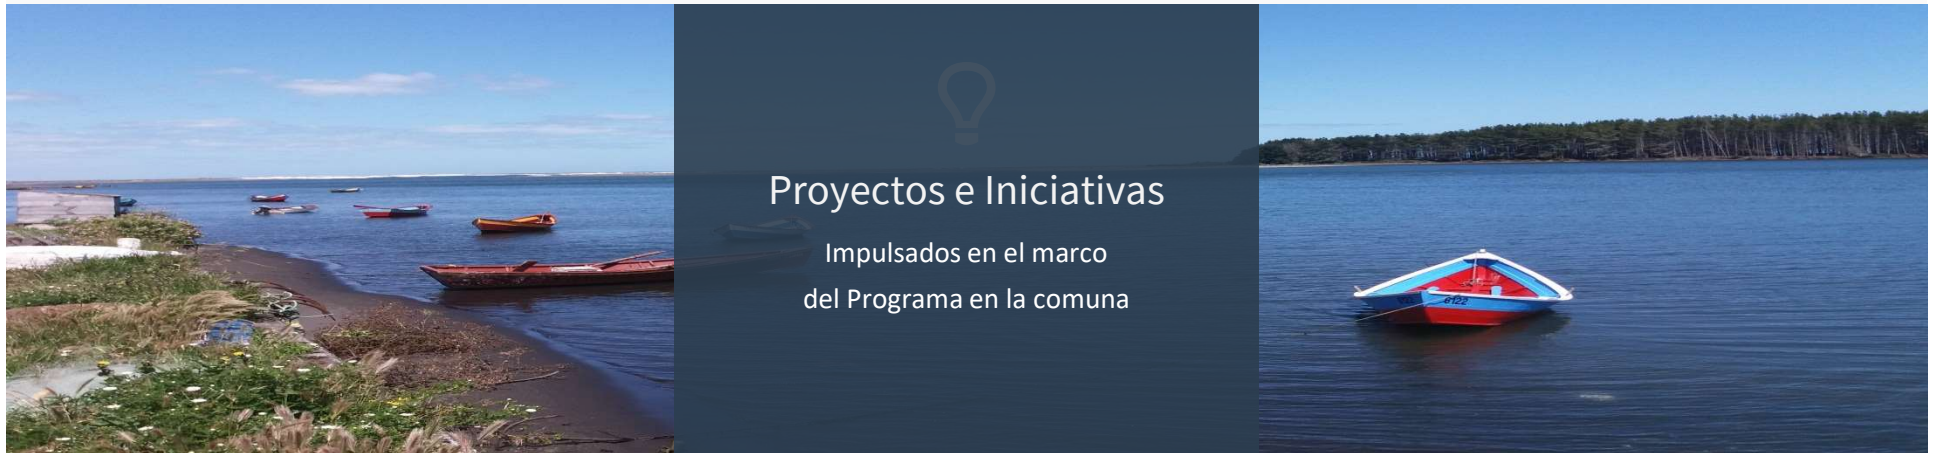 Proyectos e Iniciativas
Impulsados en el marco
del Programa en la comuna